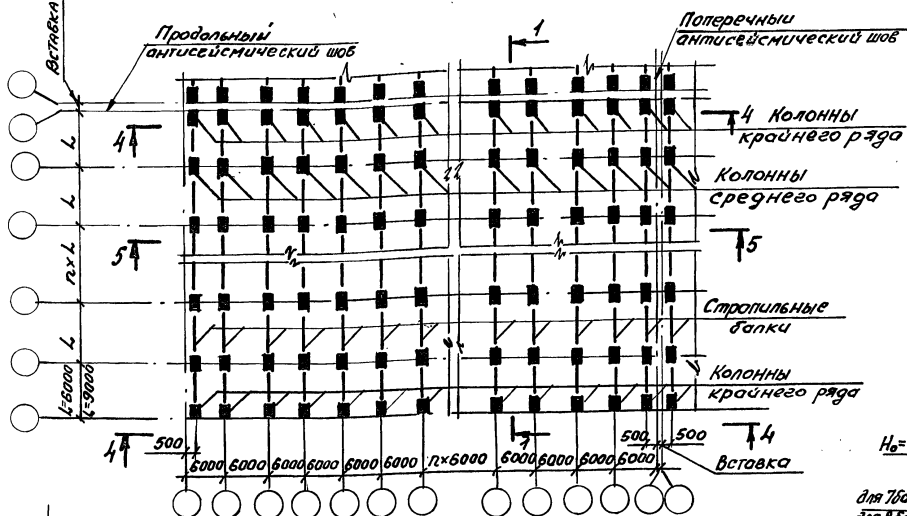 Вставка
Продольный
антисейсмический шов
1
Поперечный
антисейсмический шов
4
4
Колонны
крайнего ряда
L
Колонны
среднего ряда
L
5
5
n×L
Стропильные
балки
L
Колонны
крайнего ряда
L=6000
L=9000
4
500
1
500
500
4
6000 6000 6000 6000 6000 6000 n×6000 6000 6000 6000 6000
Вставка
H₀=